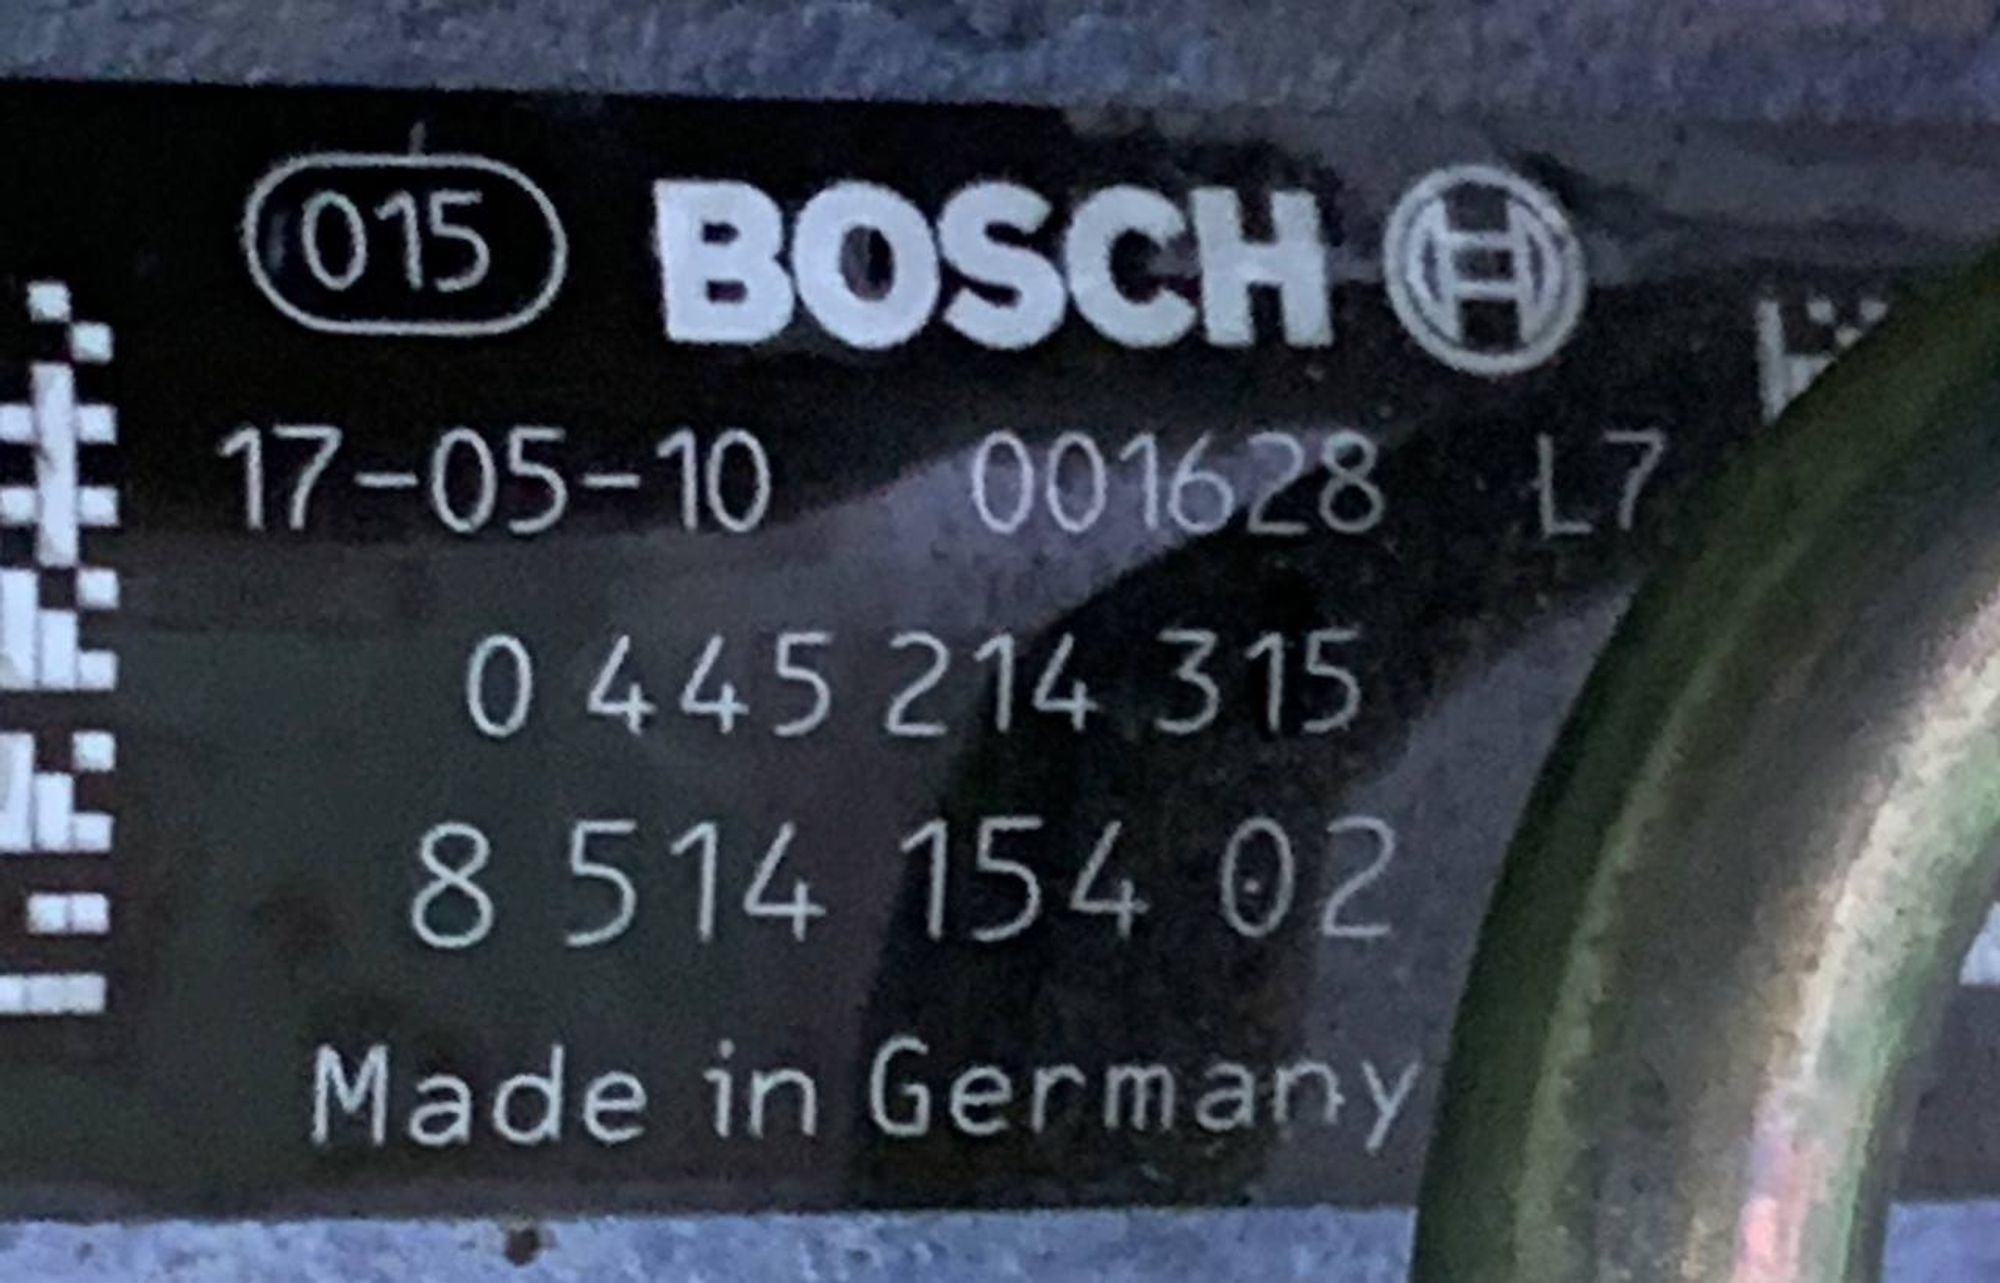 015 BOSCH
17-05-10 001628 L7
0 445 214 315
8 514 154 02
Made in Germany